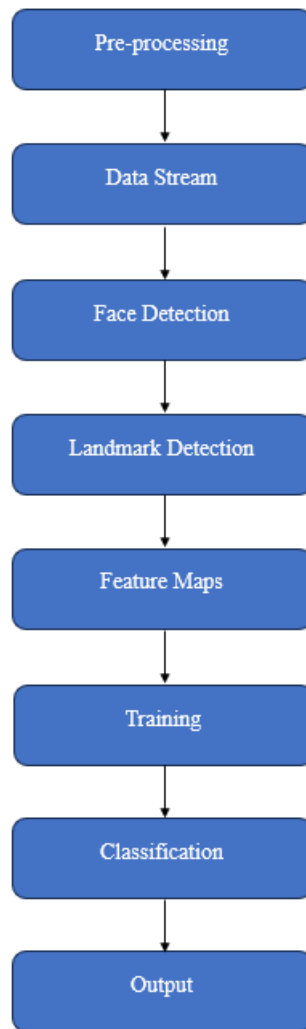 Pre-processing
Data Stream
Face Detection
Landmark Detection
Feature Maps
Training
Classification
Output